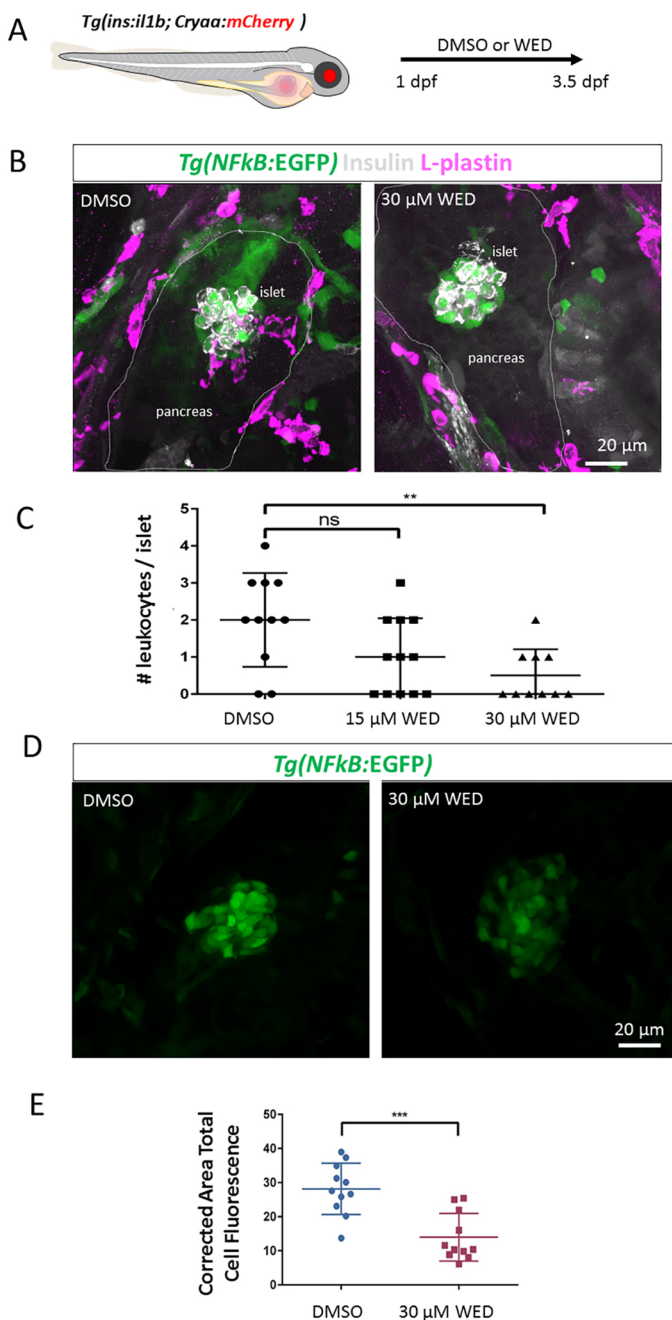 A
Tg(ins:il1b; Cryaa:mCherry )
DMSO or WED
1 dpf
3.5 dpf
B
Tg(NFkB:EGFP) Insulin L-plastin
DMSO
islet
pancreas
30 µM WED
islet
pancreas
20 µm
C
# leukocytes / islet
5
4
3
2
1
0
ns
**
DMSO
15 µM WED
30 µM WED
D
Tg(NFkB:EGFP)
DMSO
30 µM WED
20 µm
E
Corrected Area Total
Cell Fluorescence
50
40
30
20
10
0
***
DMSO
30 µM WED